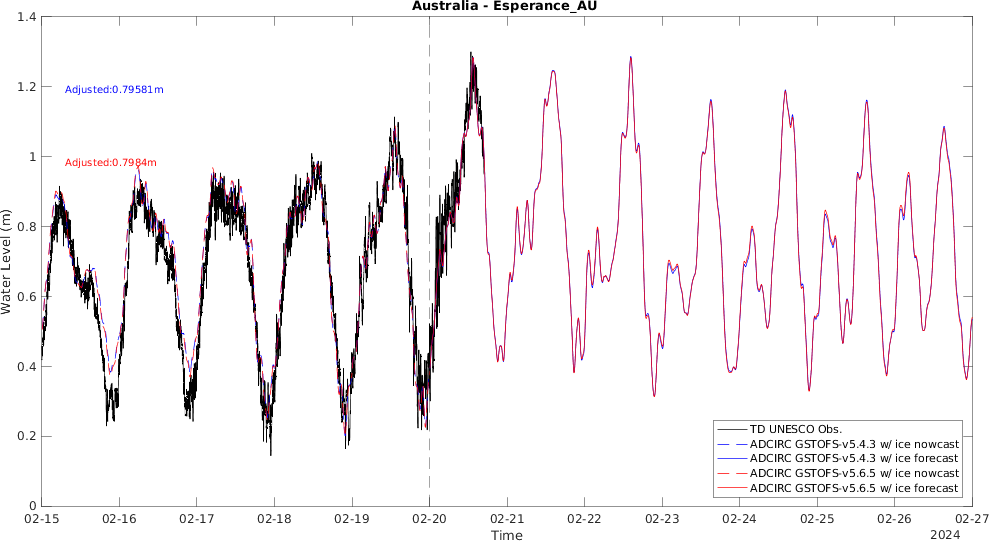 Australia - Esperance_AU
1.4
1.2
1
0.8
0.6
0.4
0.2
0
Water Level (m)
Adjusted:0.79581m
Adjusted:0.7984m
TD UNESCO Obs.
ADCIRC GSTOFS-v5.4.3 w/ ice nowcast
ADCIRC GSTOFS-v5.4.3 w/ ice forecast
ADCIRC GSTOFS-v5.6.5 w/ ice nowcast
ADCIRC GSTOFS-v5.6.5 w/ ice forecast
02-15 02-16 02-17 02-18 02-19 02-20 02-21 02-22 02-23 02-24 02-25 02-26 02-27
Time
2024